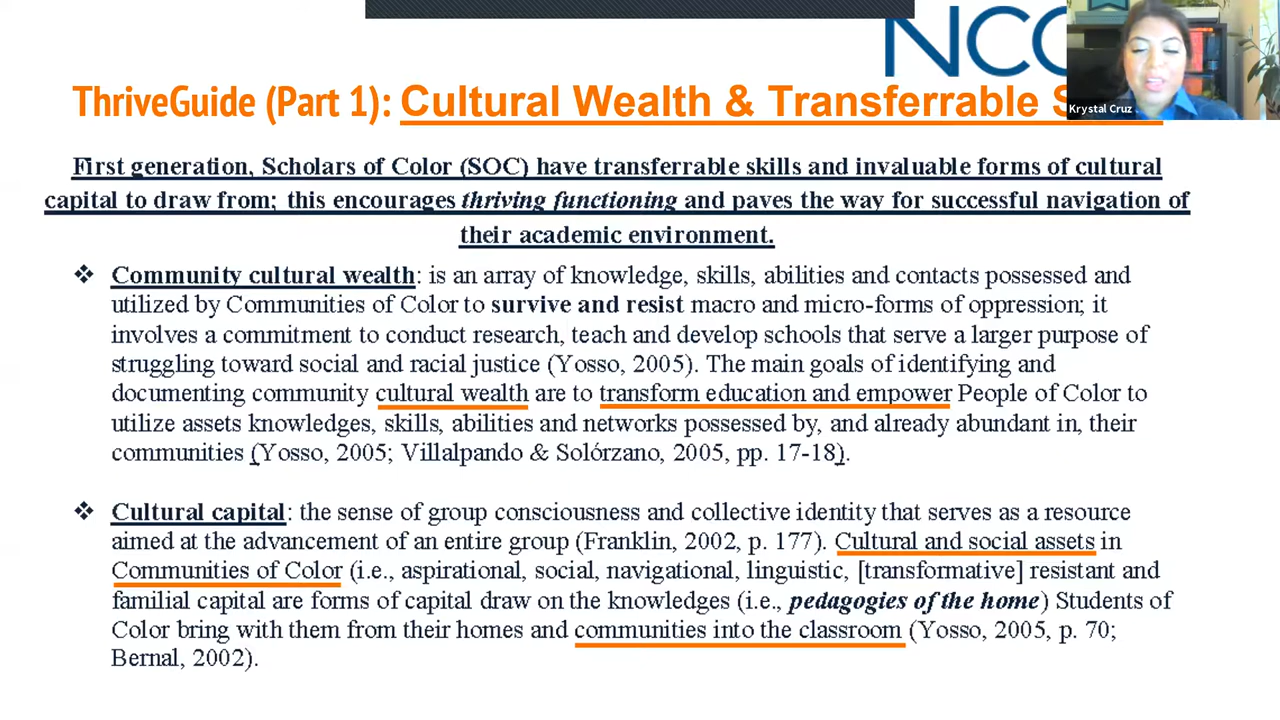 NCC
ThriveGuide (Part 1): Cultural Wealth & Transferrable
Krystal Cruz
First generation, Scholars of Color (SOC) have transferrable skills and invaluable forms of cultural
capital to draw from; this encourages thriving functioning and paves the way for successful navigation of
their academic environment.
❖ Community cultural wealth: is an array of knowledge, skills, abilities and contacts possessed and
utilized by Communities of Color to survive and resist macro and micro-forms of oppression; it
involves a commitment to conduct research, teach and develop schools that serve a larger purpose of
struggling toward social and racial justice (Yosso, 2005). The main goals of identifying and
documenting community cultural wealth are to transform education and empower People of Color to
utilize assets knowledges, skills, abilities and networks possessed by, and already abundant in, their
communities (Yosso, 2005; Villalpando & Solórzano, 2005, pp. 17-18).
❖ Cultural capital: the sense of group consciousness and collective identity that serves as a resource
aimed at the advancement of an entire group (Franklin, 2002, p. 177). Cultural and social assets in
Communities of Color (i.e., aspirational, social, navigational, linguistic, [transformative] resistant and
familial capital are forms of capital draw on the knowledges (i.e., pedagogies of the home) Students of
Color bring with them from their homes and communities into the classroom (Yosso, 2005, p. 70;
Bernal, 2002).